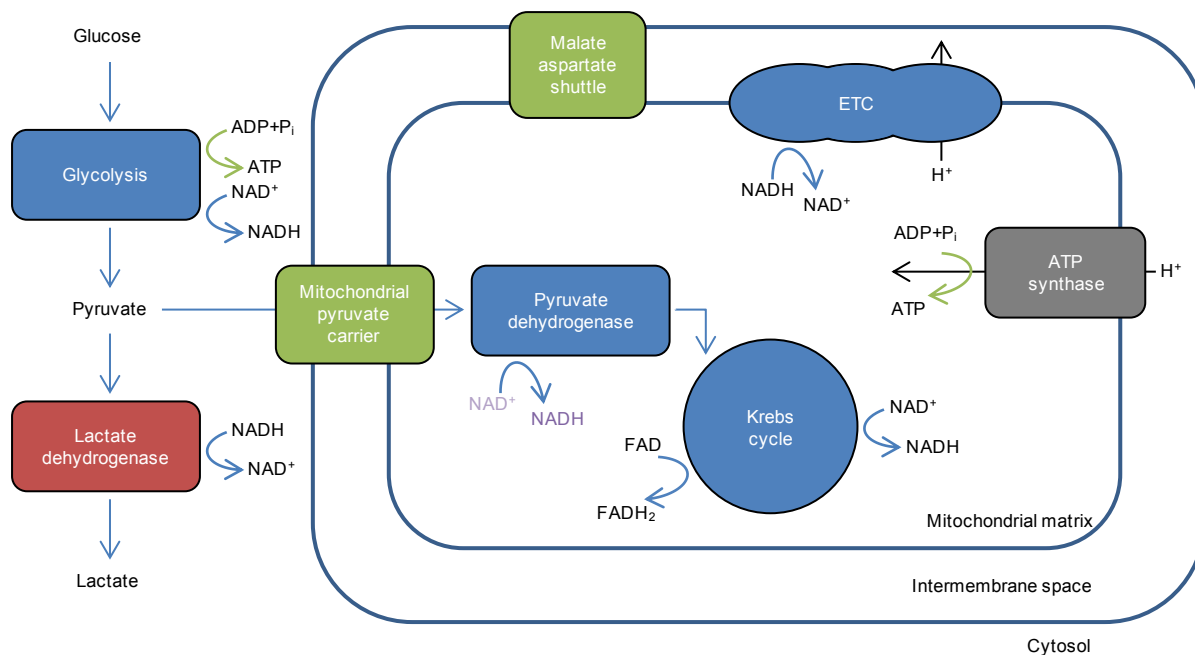 Glucose
Glycolysis
ADP+Pi
ATP
NAD+
NADH
Pyruvate
Lactate
dehydrogenase
NADH
NAD+
Lactate
Mitochondrial
pyruvate
carrier
Malate
aspartate
shuttle
Pyruvate
dehydrogenase
NAD+
NADH
Krebs
cycle
FAD
FADH2
NAD+
NADH
ETC
NADH
NAD+
H+
ADP+Pi
ATP
ATP
synthase
H+
Mitochondrial matrix
Intermembrane space
Cytosol